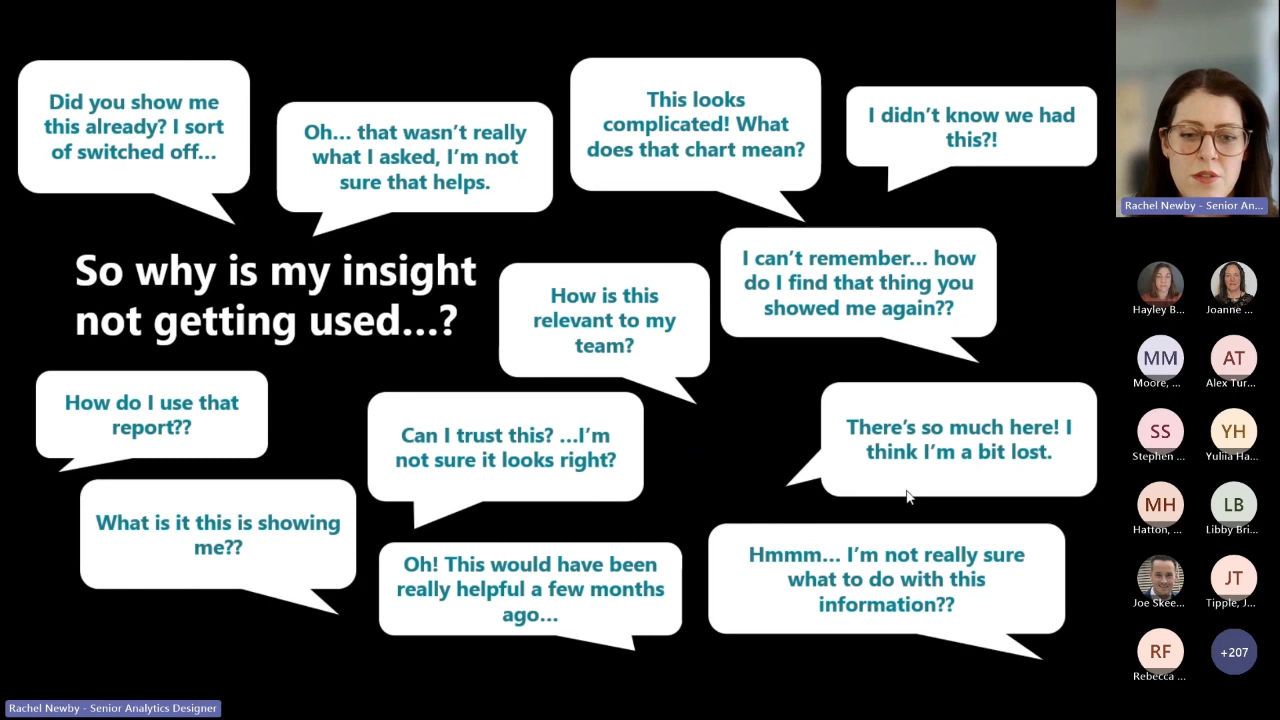 Did you show me
this already? I sort
of switched off...
Oh... that wasn't really
what I asked, I'm not
sure that helps.
This looks
complicated! What
does that chart mean?
I didn't know we had
this?!
So why is my insight
not getting used...?
How is this
relevant to my
team?
I can't remember... how
do I find that thing you
showed me again??
How do I use that
report??
Can I trust this? ...I'm
not sure it looks right?
There's so much here! I
think I'm a bit lost.
What is it this is showing
me??
Oh! This would have been
really helpful a few months
ago...
Hmmm... I'm not really sure
what to do with this
information??
Rachel Newby - Senior An...
Hayley B...
Joanne ...
MM
Moore, ...
AT
Alex Tur...
SS
Stephen ...
YH
Yuliia Ha...
MH
Hatton, ...
LB
Libby Bri...
Joe Skee...
JT
Tipple, J...
RF
Rebecca ...
+207
Rachel Newby - Senior Analytics Designer